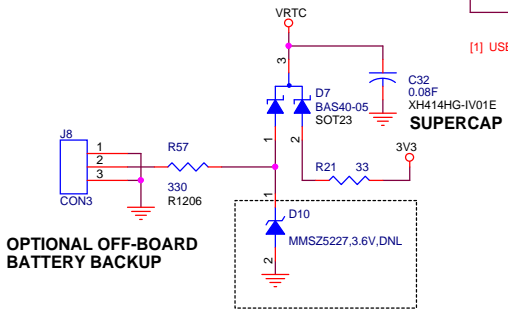 VRTC
[1] USE
3
D7
BAS40-05
SOT23
C32
0.08F
XH414HG-IV01E
SUPERCAP
J8
1
2
3
CON3
R57
330
R1206
1
2
R21 33
3V3
OPTIONAL OFF-BOARD
BATTERY BACKUP
1
D10
MMSZ5227,3.6V,DNL
2